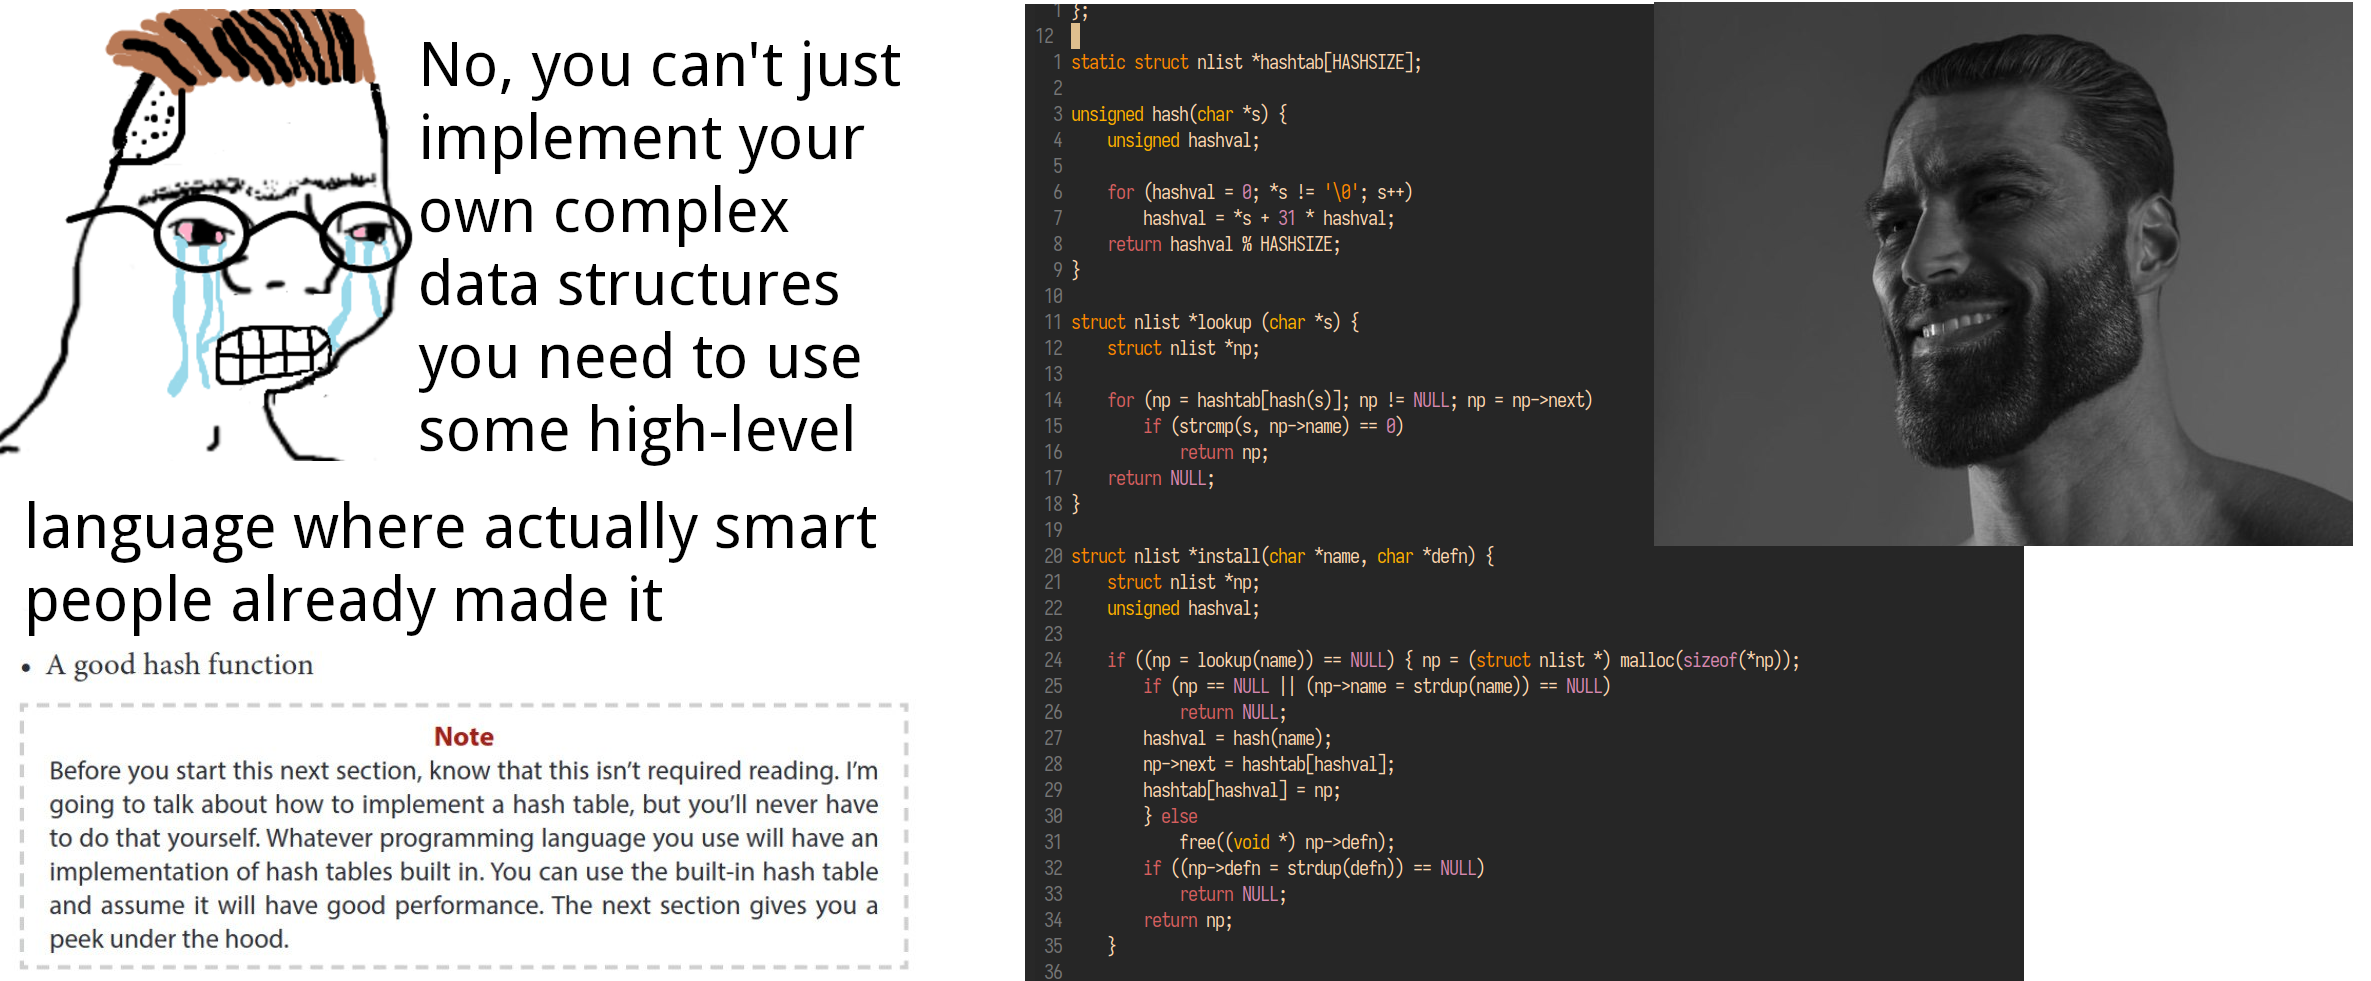 No, you can't just
implement your
own complex
data structures
you need to use
some high-level
language where actually smart
people already made it
• A good hash function
Note
Before you start this next section, know that this isn’t required reading. I’m
going to talk about how to implement a hash table, but you’ll never have
to do that yourself. Whatever programming language you use will have an
implementation of hash tables built in. You can use the built-in hash table
and assume it will have good performance. The next section gives you a
peek under the hood.
1 };
12
1 static struct nlist *hashtab[HASHSIZE];
2
3 unsigned hash(char *s) {
4     unsigned hashval;
5
6     for (hashval = 0; *s != '\0'; s++)
7         hashval = *s + 31 * hashval;
8     return hashval % HASHSIZE;
9 }
10
11 struct nlist *lookup (char *s) {
12     struct nlist *np;
13
14     for (np = hashtab[hash(s)]; np != NULL; np = np->next)
15         if (strcmp(s, np->name) == 0)
16             return np;
17     return NULL;
18 }
19
20 struct nlist *install(char *name, char *defn) {
21     struct nlist *np;
22     unsigned hashval;
23
24     if ((np = lookup(name)) == NULL) { np = (struct nlist *) malloc(sizeof(*np));
25         if (np == NULL || (np->name = strdup(name)) == NULL)
26             return NULL;
27         hashval = hash(name);
28         np->next = hashtab[hashval];
29         hashtab[hashval] = np;
30         } else
31             free((void *) np->defn);
32         if ((np->defn = strdup(defn)) == NULL)
33             return NULL;
34         return np;
35     }
36